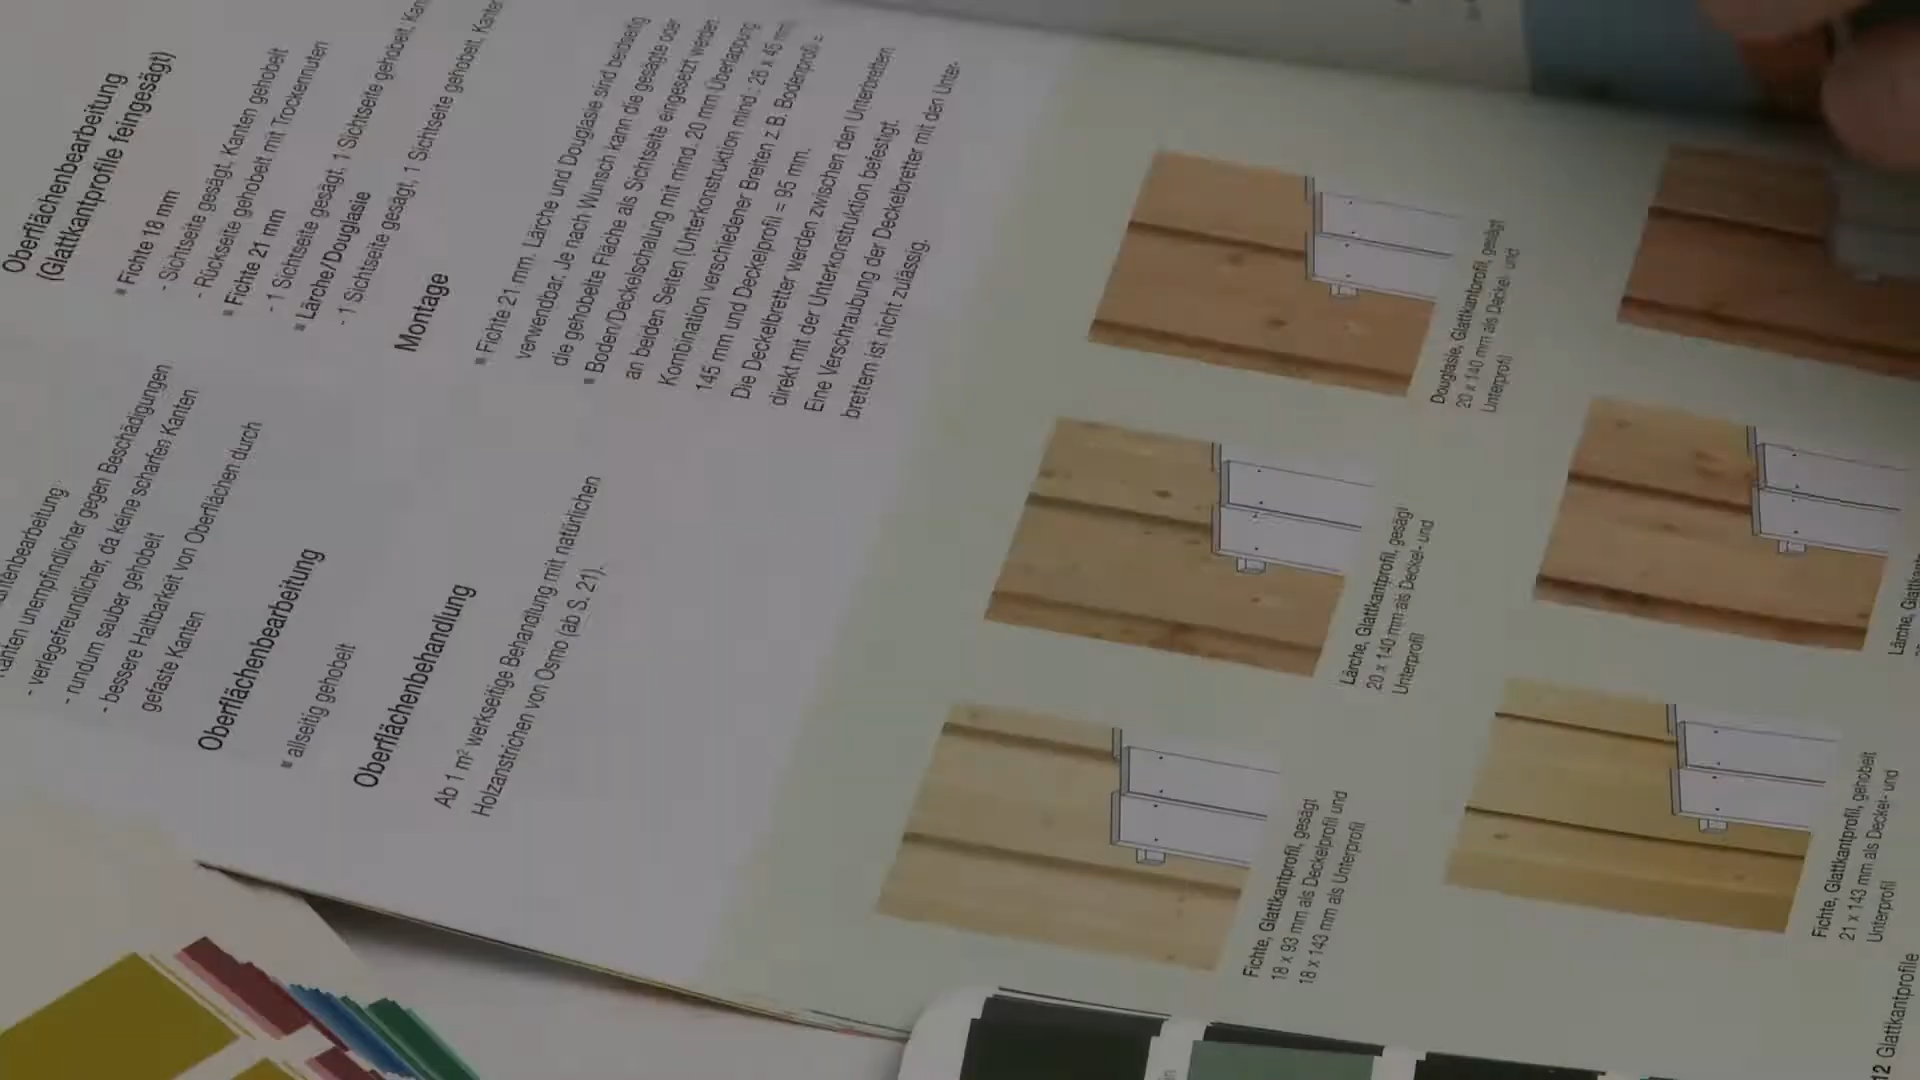 Kanten unempfindlicher gegen Beschädigungen
- verlegefreundlicher, da keine scharfen Kanten
- rundum sauber gehobelt
- bessere Haltbarkeit von Oberflächen durch
gefaste Kanten
Oberflächenbearbeitung
■ allseitig gehobelt
Oberflächenbehandlung
Ab 1 m² werkseitige Behandlung mit natürlichen
Holzanstrichen von Osmo (ab S. 21).
Oberflächenbearbeitung
(Glattkantprofile feingesägt)
■ Fichte 18 mm
- Sichtseite gesägt, Kanten gehobelt
- Rückseite gehobelt mit Trockennuten
■ Fichte 21 mm
- 1 Sichtseite gesägt, 1 Sichtseite gehobelt,
■ Lärche/Douglasie
- 1 Sichtseite gesägt, 1 Sichtseite gehobelt,
Montage
■ Fichte 21 mm, Lärche und Douglasie sind beidseitig
verwendbar. Je nach Wunsch kann die gesägte oder
die gehobelte Fläche als Sichtseite eingesetzt werden.
■ Boden/Deckelschalung mit mind. 20 mm Überlappung
an beiden Seiten (Unterkonstruktion mind.: 26 x 45 mm
Kombination verschiedener Breiten z.B. Bodenprofil =
145 mm und Deckelprofil = 95 mm.
Die Deckelbretter werden zwischen den Unterbrettern
direkt mit der Unterkonstruktion befestigt.
Eine Verschraubung der Deckelbretter mit den Unter-
brettern ist nicht zulässig.
Douglasie, Glattkantprofil, gesägt
20 x 140 mm als Deckel- und
Unterprofil
Lärche, Glattkantprofil, gesägt
20 x 140 mm als Deckel- und
Unterprofil
Fichte, Glattkantprofil, gesägt
18 x 93 mm als Deckelprofil und
18 x 143 mm als Unterprofil
Lärche,
Fichte, Glattkantprofil, gehobelt
21 x 143 mm als Deckel- und
Unterprofil
12 Glattkantprofile